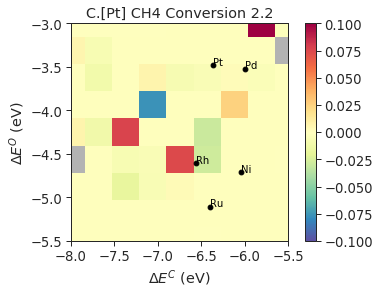 C.[Pt] CH4 Conversion 2.2
−3.0
−3.5
−4.0
−4.5
−5.0
−5.5
ΔE^O (eV)
Pt
Pd
Rh
Ni
Ru
−8.0 −7.5 −7.0 −6.5 −6.0 −5.5
ΔE^C (eV)
0.100
0.075
0.050
0.025
0.000
−0.025
−0.050
−0.075
−0.100